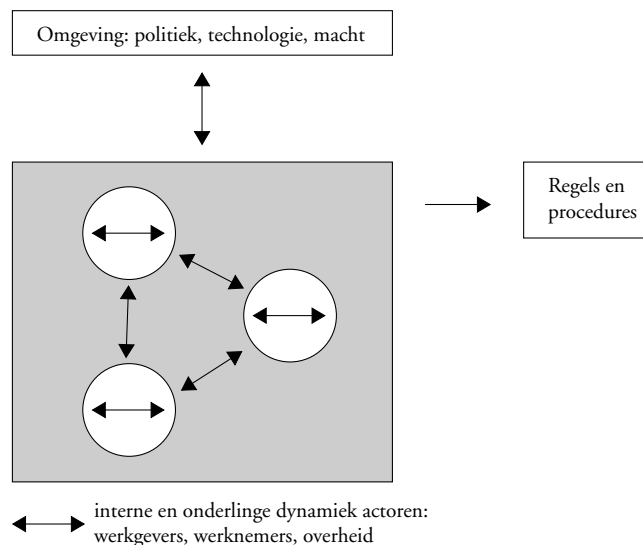 Omgeving: politiek, technologie, macht
Regels en
procedures
interne en onderlinge dynamiek actoren:
werkgevers, werknemers, overheid